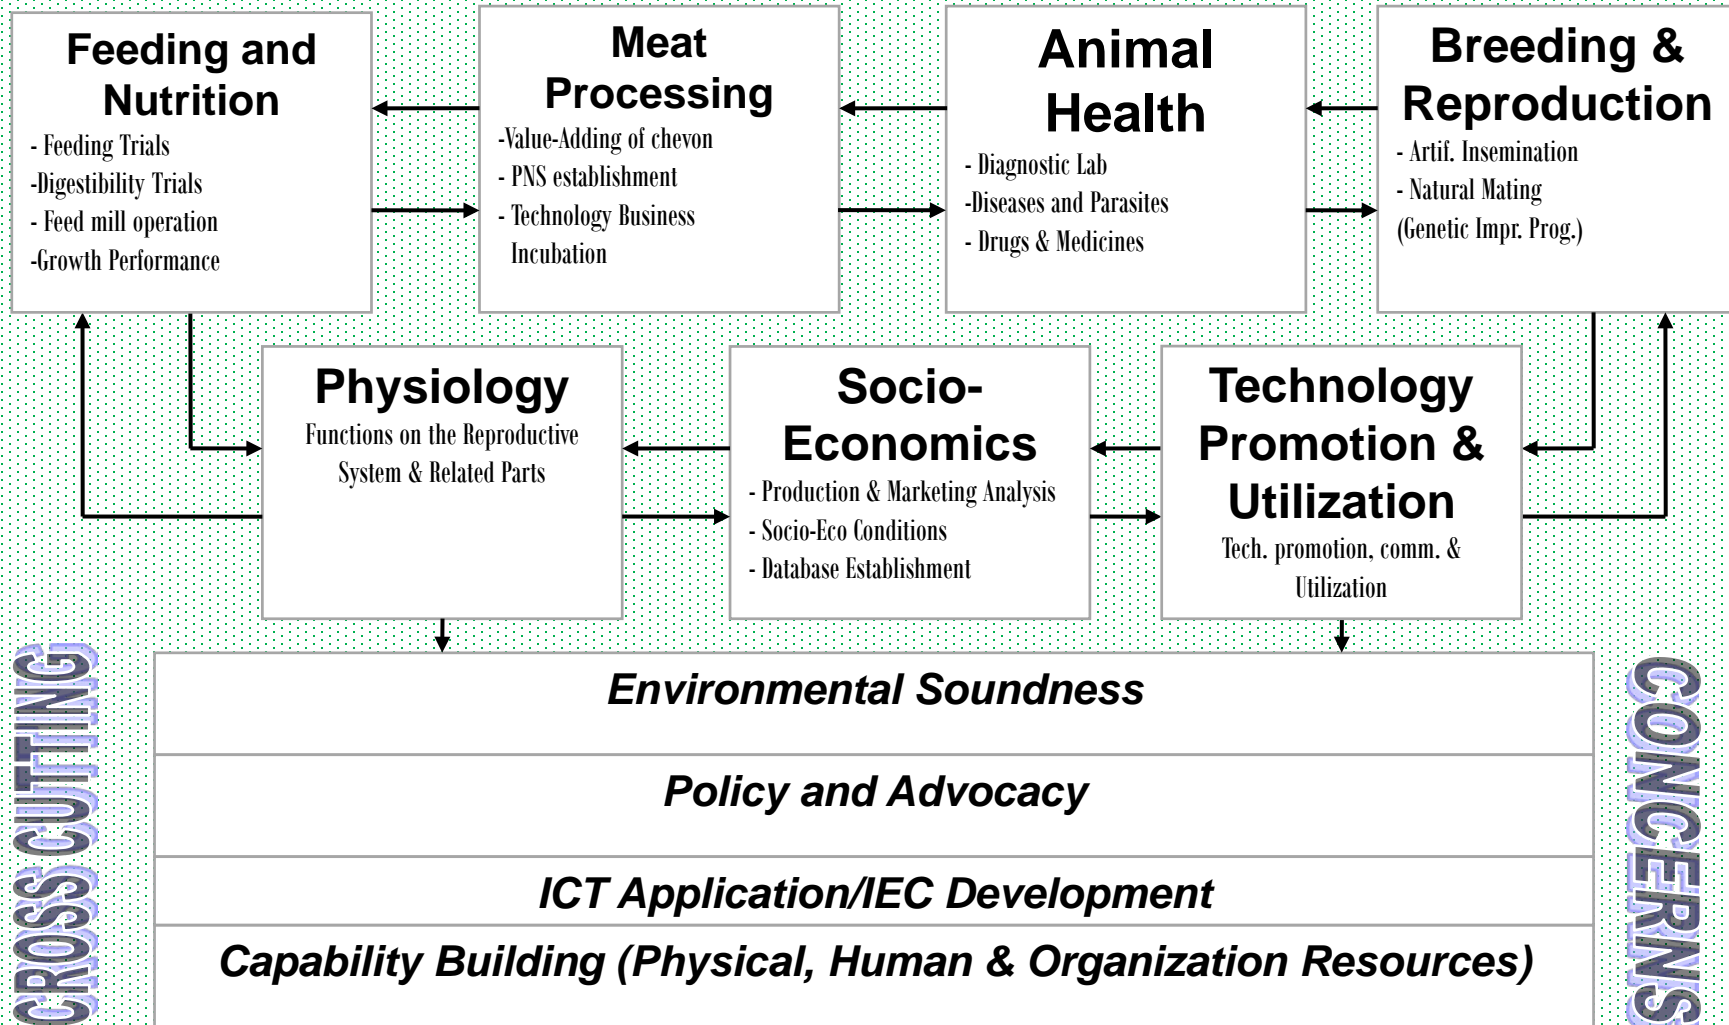 Feeding and
Nutrition
- Feeding Trials
-Digestibility Trials
- Feed mill operation
-Growth Performance
Meat
Processing
-Value-Adding of chevon
- PNS establishment
- Technology Business
Incubation
Animal
Health
- Diagnostic Lab
-Diseases and Parasites
- Drugs & Medicines
Breeding &
Reproduction
- Artif. Insemination
- Natural Mating
(Genetic Impr. Prog.)
Physiology
Functions on the Reproductive
System & Related Parts
Socio-
Economics
- Production & Marketing Analysis
- Socio-Eco Conditions
- Database Establishment
Technology
Promotion &
Utilization
Tech. promotion, comm. &
Utilization
CROSS CUTTING
Environmental Soundness
Policy and Advocacy
ICT Application/IEC Development
Capability Building (Physical, Human & Organization Resources)
CONCERNS